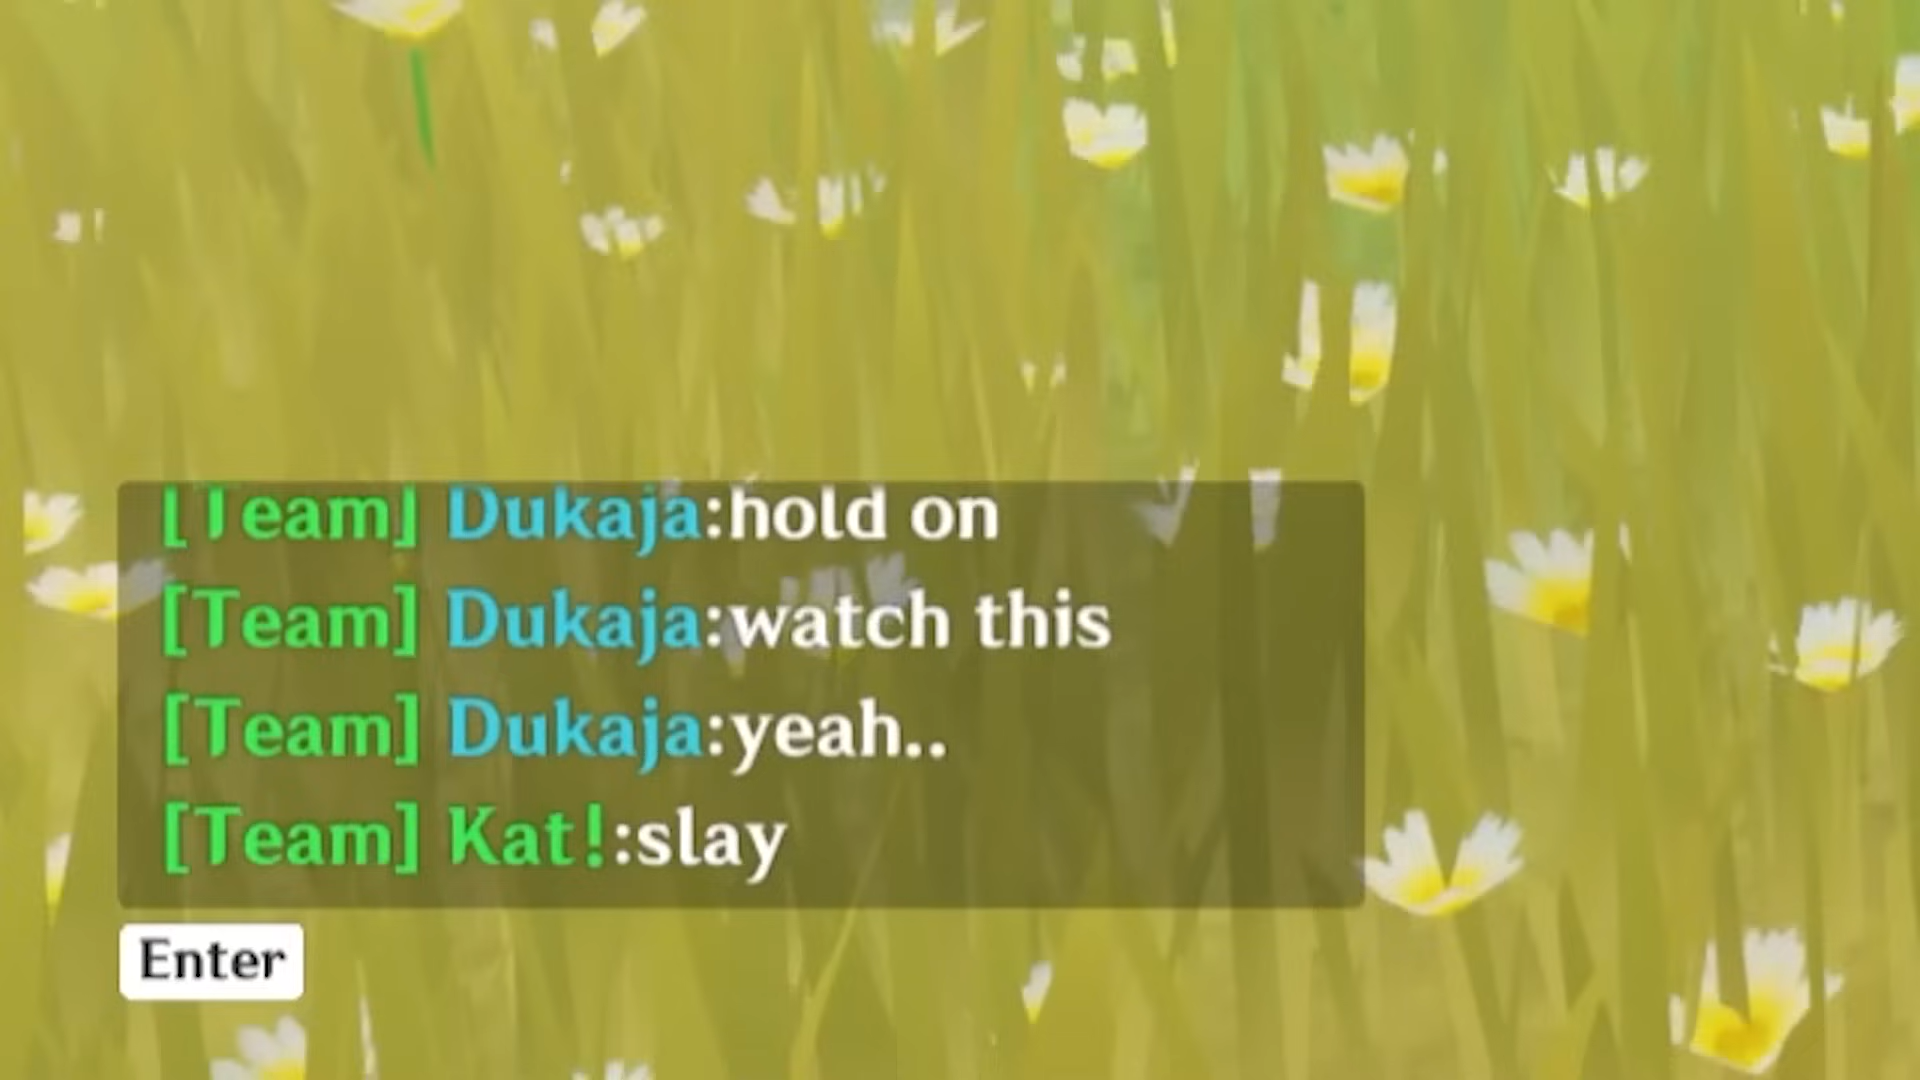 [Team] Dukaja:hold on
[Team] Dukaja:watch this
[Team] Dukaja:yeah..
[Team] Kat!:slay
Enter